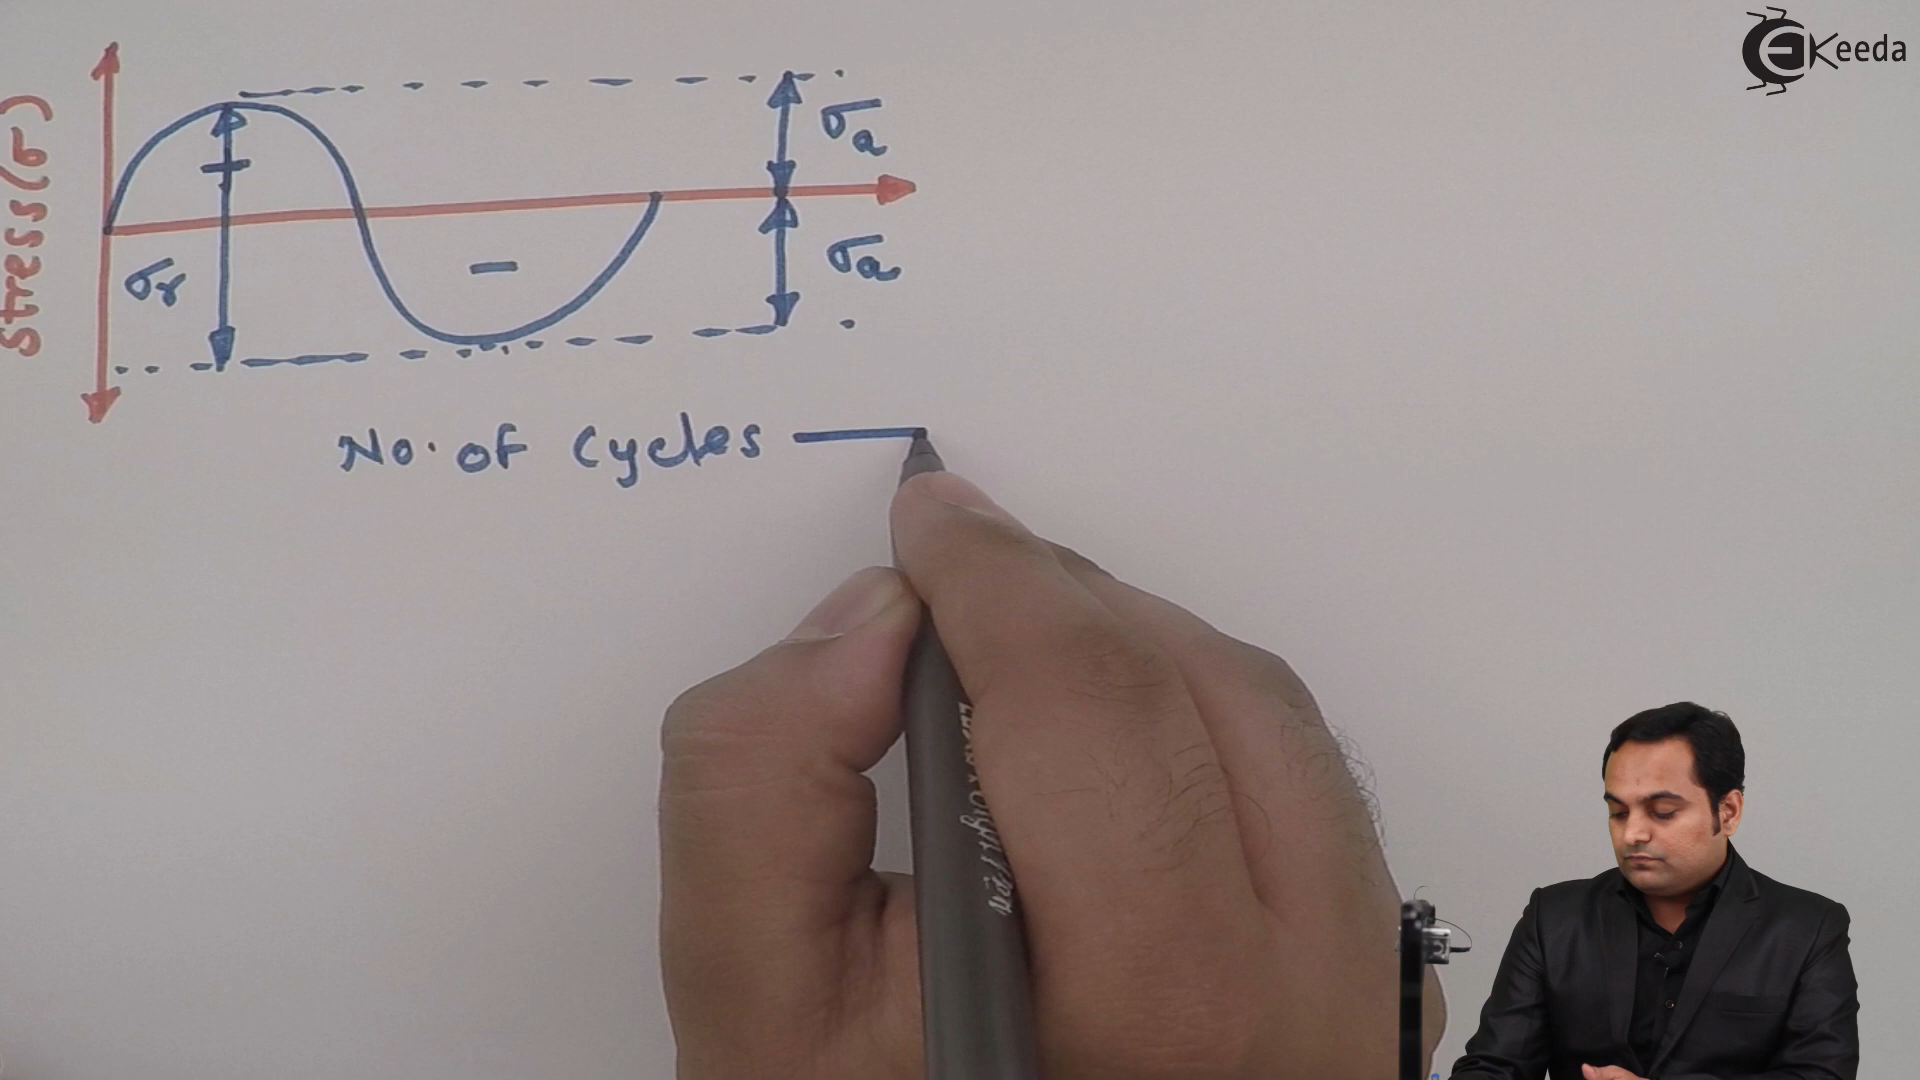 Keeda
Stress (σ)
σa
+
σr
-
σa
No. of Cycles